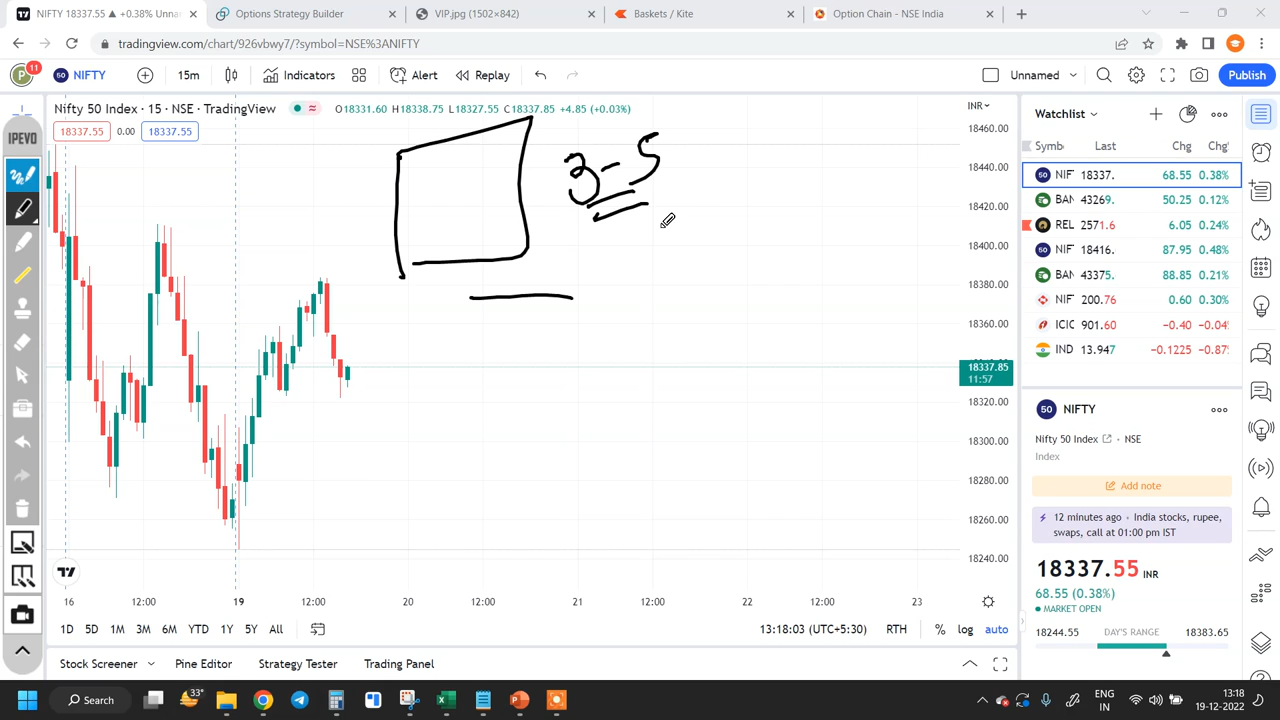 NIFTY 18337.55 ▲ +0.38% Unna
Options Strategy Builder
VIP.jpg (1502×842)
Baskets / Kite
Option Chain - NSE India
tradingview.com/chart/926vbwy7/?symbol=NSE%3ANIFTY
P 11
50 NIFTY
15m
Indicators
Alert
Replay
Unnamed
Publish
Nifty 50 Index · 15 · NSE · TradingView
O18331.60 H18338.75 L18327.55 C18337.85 +4.85 (+0.03%)
INR
IPEVO
18337.55 0.00 18337.55
3-5
18460.00
18440.00
18420.00
18400.00
18380.00
18360.00
18337.85
11:57
18320.00
18300.00
18280.00
18260.00
18240.00
16 12:00 19 12:00 20 12:00 21 12:00 22 12:00 23
1D 5D 1M 3M 6M YTD 1Y 5Y All
13:18:03 (UTC+5:30) RTH % log auto
Stock Screener
Pine Editor
Strategy Tester
Trading Panel
Watchlist
Symb Last Chg Chg
50 NIF 18337. 68.55 0.38%
BAN 43269. 50.25 0.12%
REL 2571.6 6.05 0.24%
50 NIF 18416. 87.95 0.48%
BAN 43375. 88.85 0.21%
NIF 200.76 0.60 0.30%
ICIC 901.60 −0.40 −0.04
IND 13.947 −0.1225 −0.87
50 NIFTY
Nifty 50 Index · NSE
Index
Add note
12 minutes ago · India stocks, rupee,
swaps, call at 01:00 pm IST
18337.55 INR
68.55 (0.38%)
MARKET OPEN
18244.55 DAY'S RANGE 18383.65
Search
33°
ENG
IN
13:18
19-12-2022